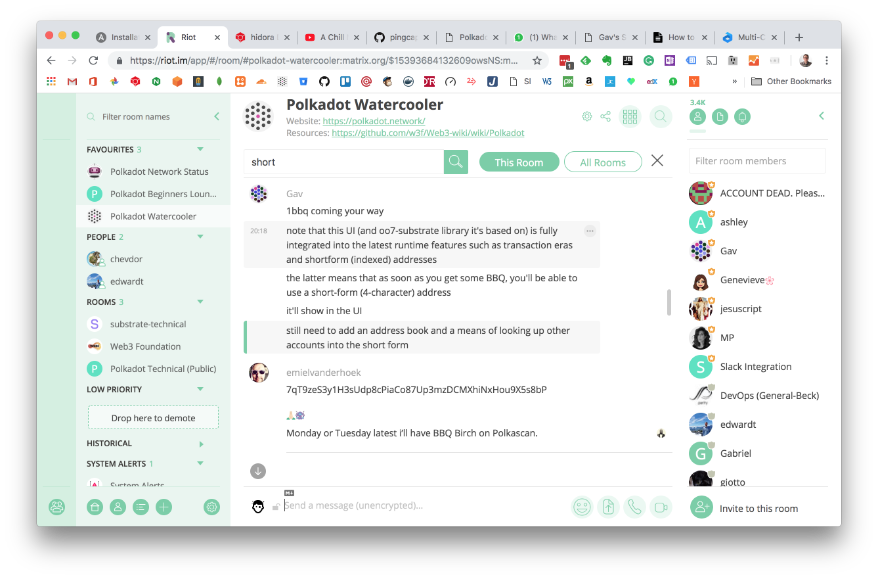 Installa
Riot
hidora
A Chill
pingcac
Polkado
(1) Wha
Gav's S
How to
Multi-C
https://riot.im/app/#/room/#polkadot-watercooler:matrix.org/$15393684132609owsNS:m...
SI
Other Bookmarks
Filter room names
FAVOURITES 3
Polkadot Network Status
Polkadot Beginners Loun...
Polkadot Watercooler
PEOPLE 2
chevdor
edwardt
ROOMS 3
substrate-technical
Web3 Foundation
Polkadot Technical (Public)
LOW PRIORITY
Drop here to demote
HISTORICAL
SYSTEM ALERTS 1
System Alerts
Polkadot Watercooler
Website: https://polkadot.network/
Resources: https://github.com/w3f/Web3-wiki/wiki/Polkadot
short
This Room
All Rooms
Gav
1bbq coming your way
20:18
note that this UI (and oo7-substrate library it's based on) is fully
integrated into the latest runtime features such as transaction eras
and shortform (indexed) addresses
the latter means that as soon as you get some BBQ, you'll be able to
use a short-form (4-character) address
it'll show in the UI
still need to add an address book and a means of looking up other
accounts into the short form
emielvanderhoek
7qT9zeS3y1H3sUdp8cPiaCo87Up3mzDCMXhiNxHou9X5s8bP
Monday or Tuesday latest i'll have BBQ Birch on Polkascan.
Send a message (unencrypted)...
3.4K
Filter room members
ACCOUNT DEAD. Pleas...
ashley
Gav
Genevieve
jesuscript
MP
Slack Integration
DevOps (General-Beck)
edwardt
Gabriel
giotto
Invite to this room